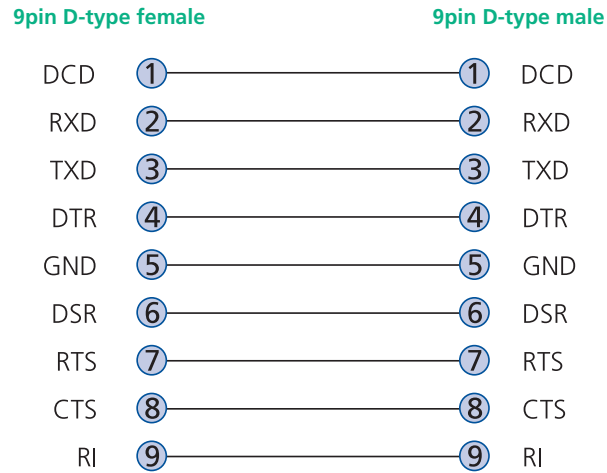 9pin D-type female 9pin D-type male
DCD 1 1 DCD
RXD 2 2 RXD
TXD 3 3 TXD
DTR 4 4 DTR
GND 5 5 GND
DSR 6 6 DSR
RTS 7 7 RTS
CTS 8 8 CTS
RI 9 9 RI